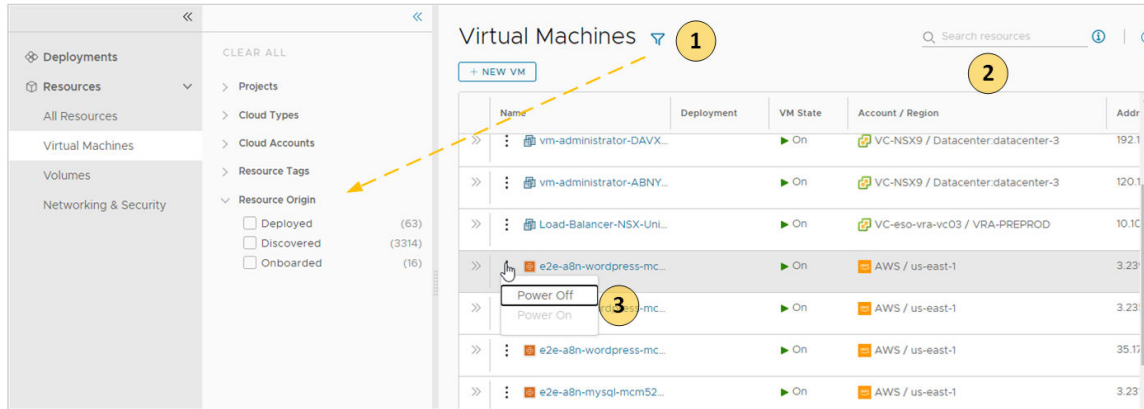 Deployments
Resources
All Resources
Virtual Machines
Volumes
Networking & Security
CLEAR ALL
Projects
Cloud Types
Cloud Accounts
Resource Tags
Resource Origin
Deployed (63)
Discovered (3314)
Onboarded (16)
Virtual Machines
1
Search resources
2
+ NEW VM
Name Deployment VM State Account / Region Addr
vm-administrator-DAVX... On VC-NSX9 / Datacenter:datacenter-3 192.1
vm-administrator-ABNY... On VC-NSX9 / Datacenter:datacenter-3 120.1
Load-Balancer-NSX-Uni... On VC-eso-vra-vc03 / VRA-PREPROD 10.10
e2e-a8n-wordpress-mc... On AWS / us-east-1 3.23
Power Off
Power On
3
-mc... On AWS / us-east-1 3.23
e2e-a8n-wordpress-mc... On AWS / us-east-1 35.17
e2e-a8n-mysql-mcm52... On AWS / us-east-1 3.23